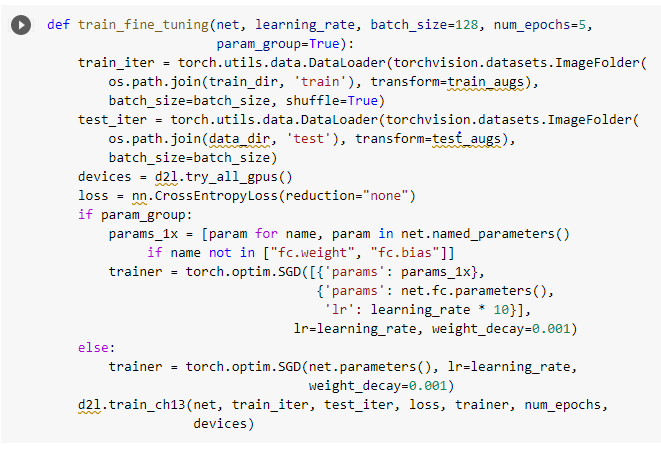 def train_fine_tuning(net, learning_rate, batch_size=128, num_epochs=5,
                      param_group=True):
    train_iter = torch.utils.data.DataLoader(torchvision.datasets.ImageFolder(
        os.path.join(train_dir, 'train'), transform=train_augs),
        batch_size=batch_size, shuffle=True)
    test_iter = torch.utils.data.DataLoader(torchvision.datasets.ImageFolder(
        os.path.join(data_dir, 'test'), transform=test_augs),
        batch_size=batch_size)
    devices = d2l.try_all_gpus()
    loss = nn.CrossEntropyLoss(reduction="none")
    if param_group:
        params_1x = [param for name, param in net.named_parameters()
             if name not in ["fc.weight", "fc.bias"]]
        trainer = torch.optim.SGD([{'params': params_1x},
                                   {'params': net.fc.parameters(),
                                    'lr': learning_rate * 10}],
                                lr=learning_rate, weight_decay=0.001)
    else:
        trainer = torch.optim.SGD(net.parameters(), lr=learning_rate,
                                  weight_decay=0.001)
    d2l.train_ch13(net, train_iter, test_iter, loss, trainer, num_epochs,
                   devices)